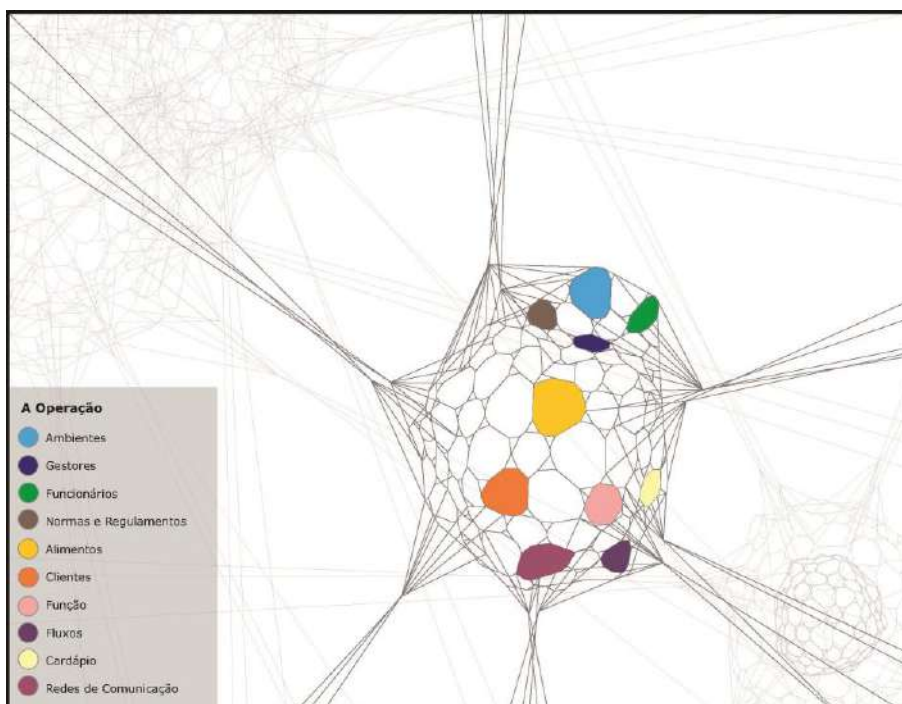 A Operação
Ambientes
Gestores
Funcionários
Normas e Regulamentos
Alimentos
Clientes
Função
Fluxos
Cardápio
Redes de Comunicação